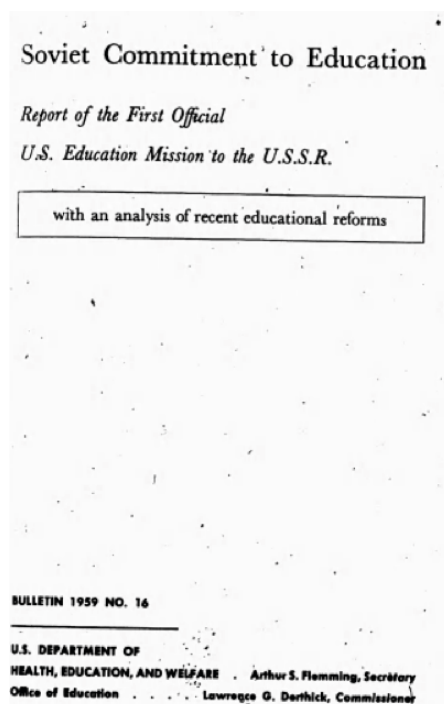 Soviet Commitment to Education
Report of the First Official
U.S. Education Mission to the U.S.S.R.
with an analysis of recent educational reforms
BULLETIN 1959 NO. 16
U.S. DEPARTMENT OF
HEALTH, EDUCATION, AND WELFARE . Arthur S. Flemming, Secretary
Office of Education . . . . . Lawrence G. Derthick, Commissioner